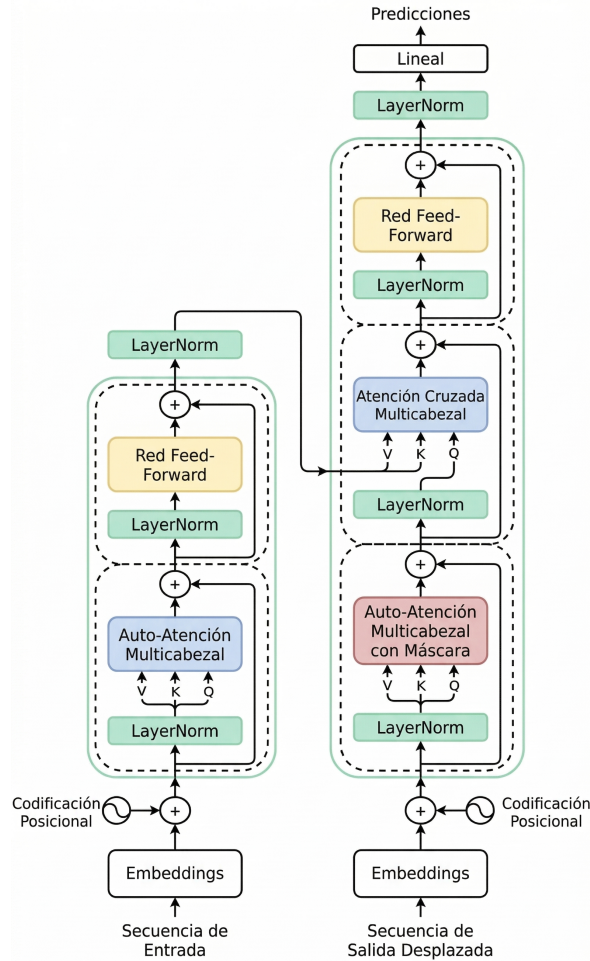 Predicciones
Lineal
LayerNorm
Red Feed-
Forward
LayerNorm
Atención Cruzada
Multicabezal
V K Q
LayerNorm
Auto-Atención
Multicabezal
con Máscara
V K Q
LayerNorm
Codificación
Posicional
Embeddings
Secuencia de
Salida Desplazada
LayerNorm
Red Feed-
Forward
LayerNorm
Auto-Atención
Multicabezal
V K Q
LayerNorm
Codificación
Posicional
Embeddings
Secuencia de
Entrada